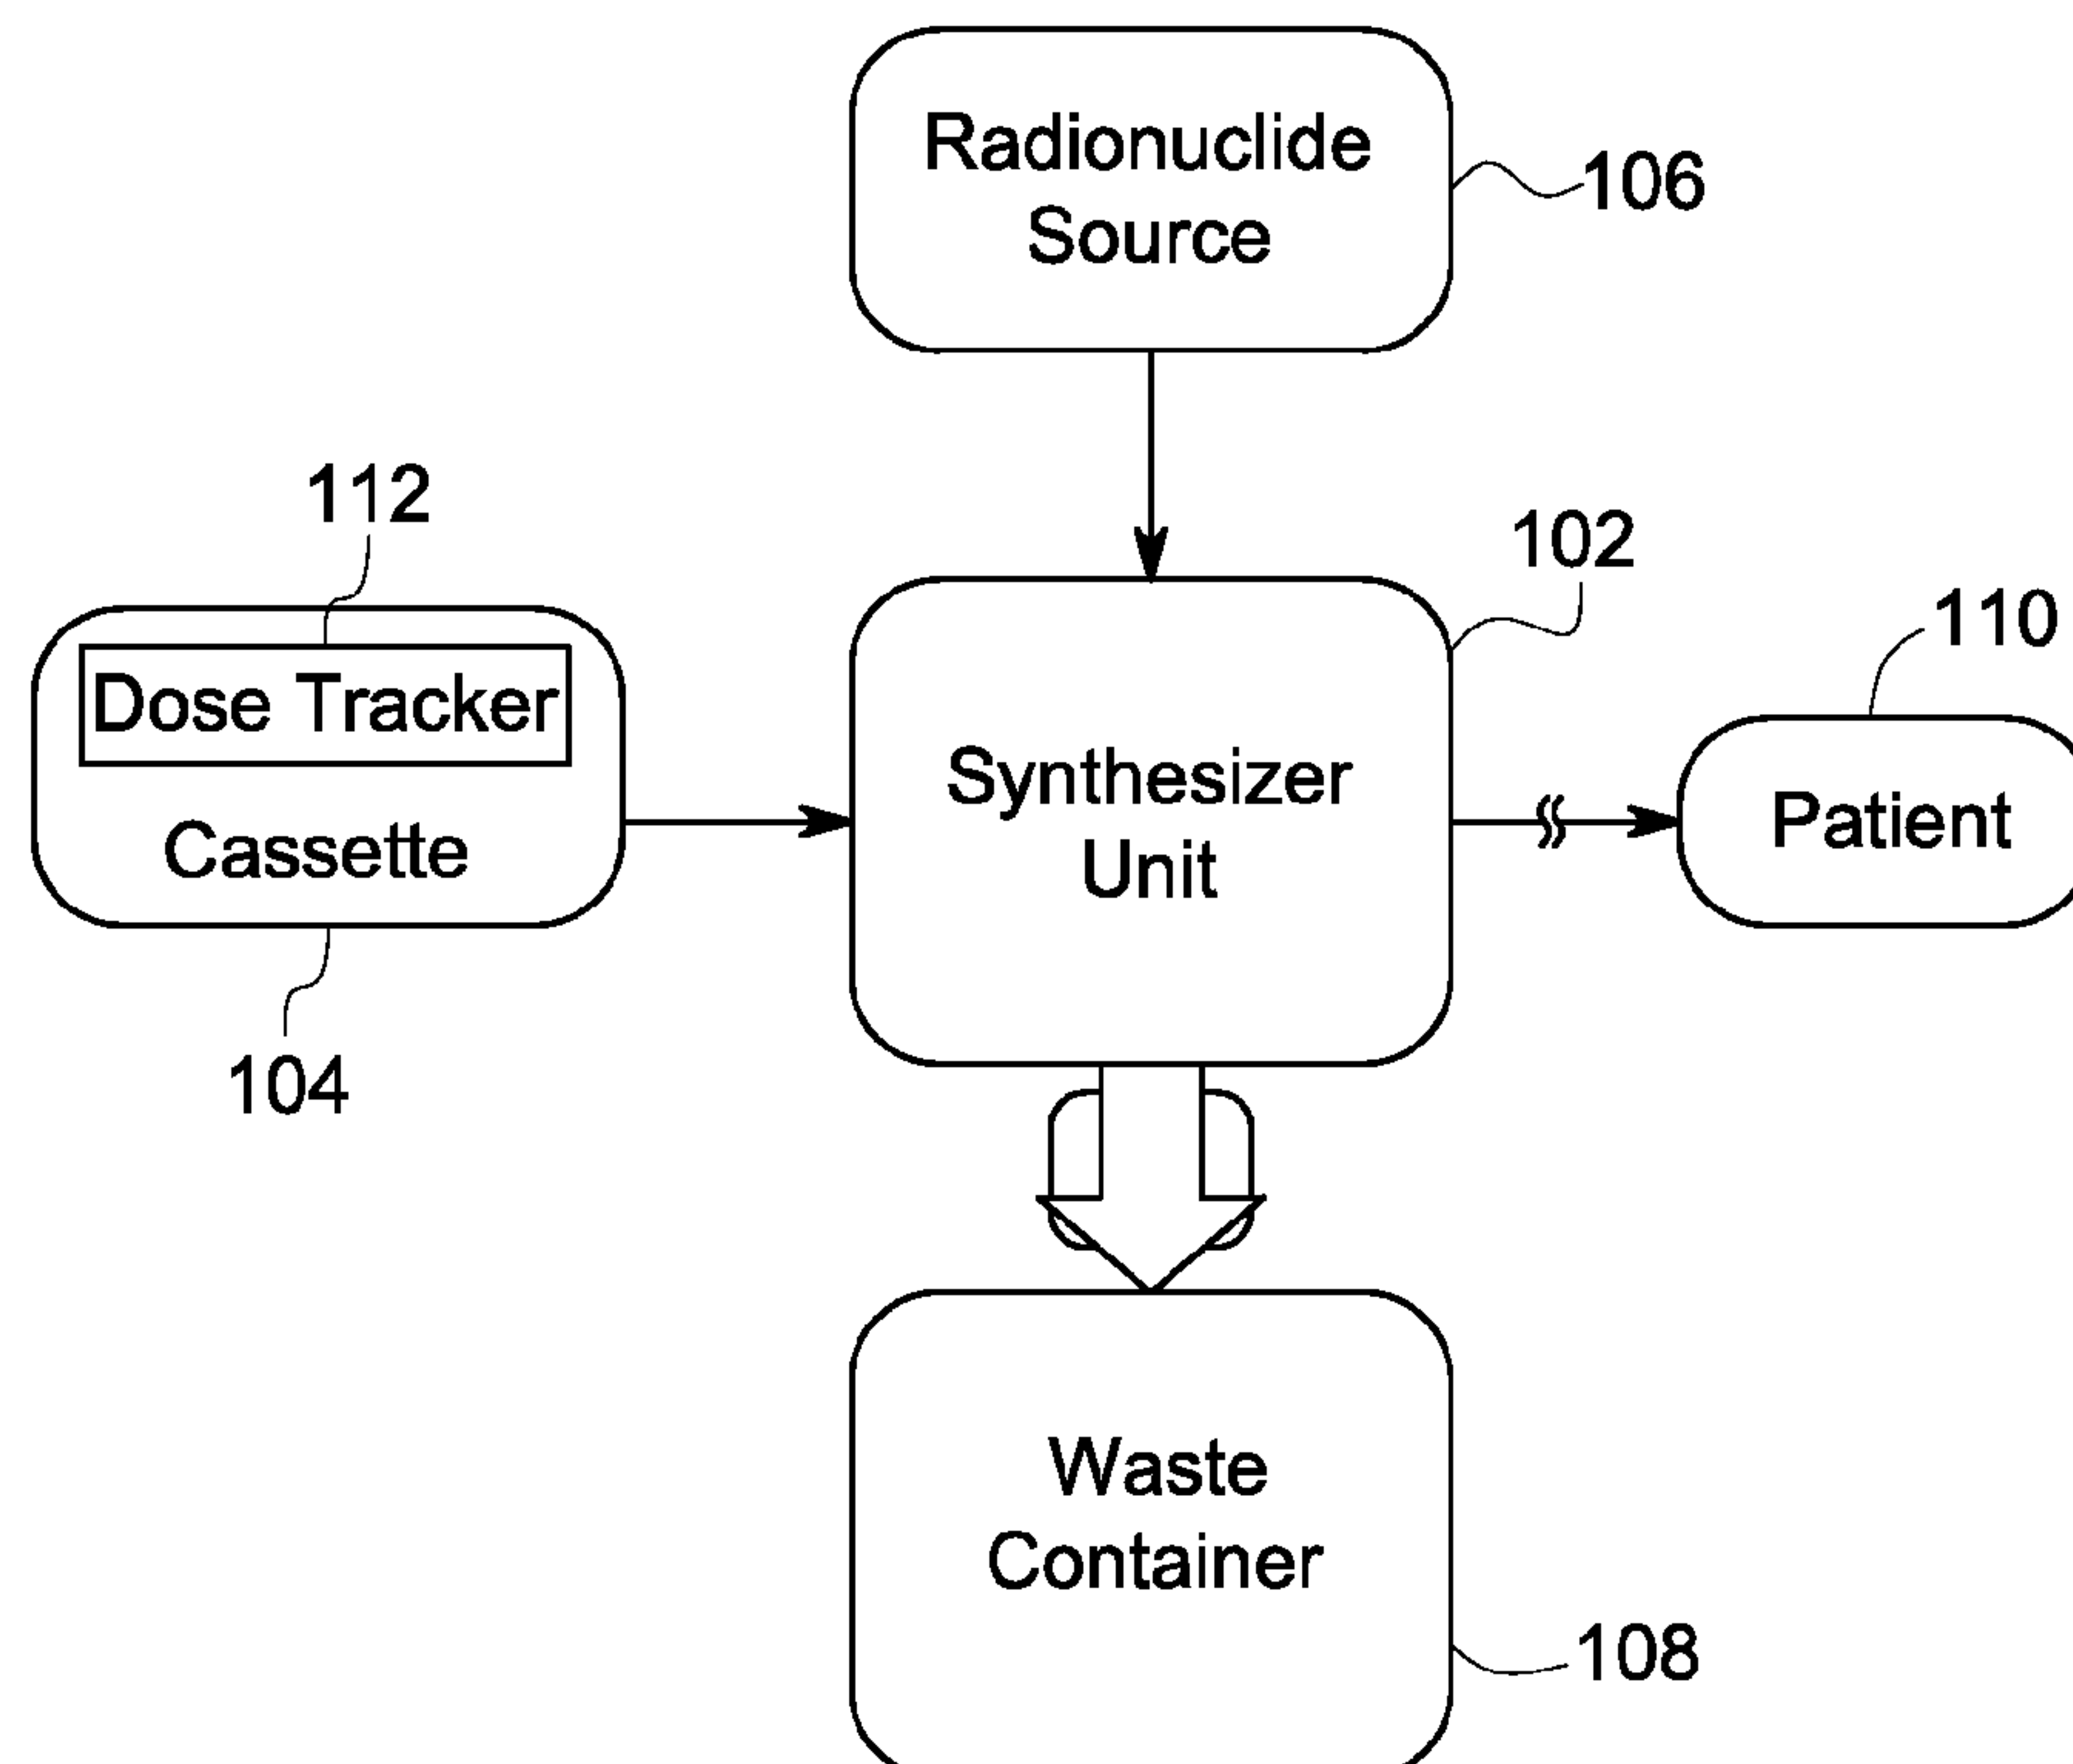 Radionuclide
Source
106
112
102
110
Dose Tracker
Cassette
Synthesizer
Unit
Patient
104
Waste
Container
108